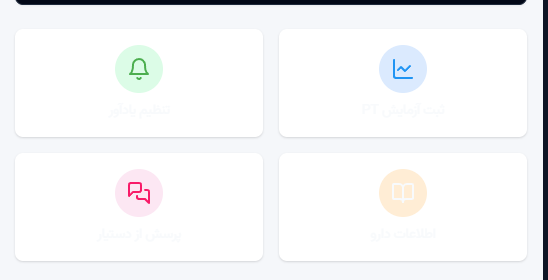 ثبت آزمایش PT
تنظیم یادآور
اطلاعات دارو
پرسش از دستیار